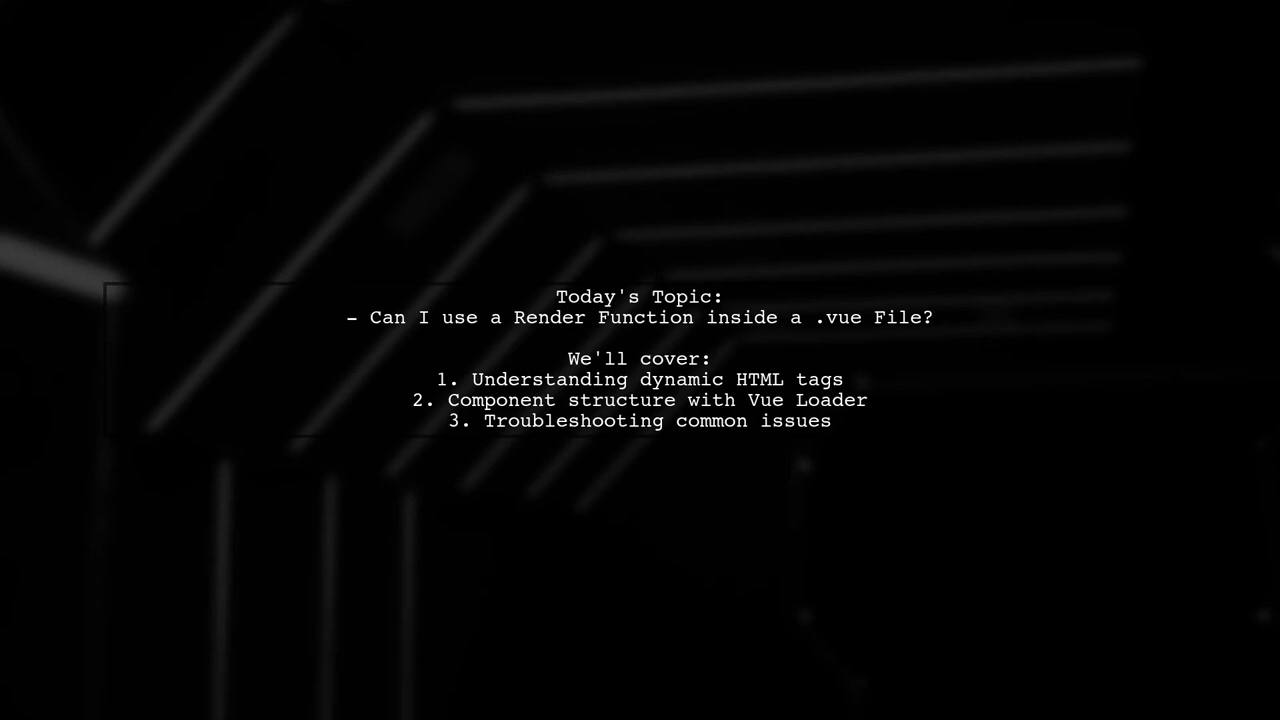 Today's Topic:
– Can I use a Render Function inside a .vue File?
We'll cover:
1. Understanding dynamic HTML tags
2. Component structure with Vue Loader
3. Troubleshooting common issues